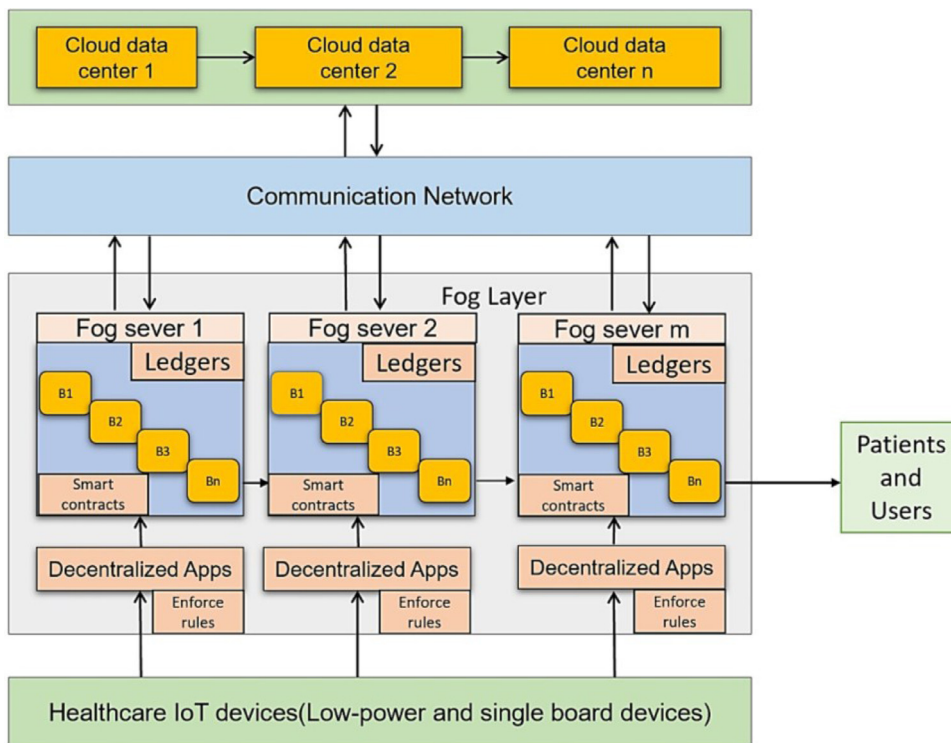 Cloud data
center 1
Cloud data
center 2
Cloud data
center n
Communication Network
Fog Layer
Fog sever 1
Ledgers
B1
B2
B3
Bn
Smart
contracts
Decentralized Apps
Enforce
rules
Fog sever 2
Ledgers
B1
B2
B3
Bn
Smart
contracts
Decentralized Apps
Enforce
rules
Fog sever m
Ledgers
B1
B2
B3
Bn
Smart
contracts
Decentralized Apps
Enforce
rules
Patients
and
Users
Healthcare IoT devices(Low-power and single board devices)